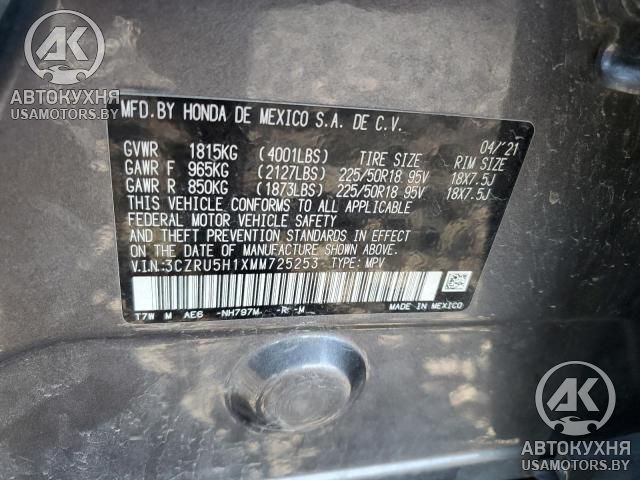 AK
АВТОКУХНЯ
USAMOTORS.BY
MFD.BY HONDA DE MEXICO S.A. DE C.V.
04/'21
GVWR 1815KG (4001LBS) TIRE SIZE RIM SIZE
GAWR F 965KG (2127LBS) 225/50R18 95V 18X7.5J
GAWR R 850KG (1873LBS) 225/50R18 95V 18X7.5J
THIS VEHICLE CONFORMS TO ALL APPLICABLE
FEDERAL MOTOR VEHICLE SAFETY
AND THEFT PREVENTION STANDARDS IN EFFECT
ON THE DATE OF MANUFACTURE SHOWN ABOVE.
V.I.N.:3CZRU5H1XMM725253 TYPE: MPV
T7W M AE6 -NH797M- -R- -M
MADE IN MEXICO
AK
АВТОКУХНЯ
USAMOTORS.BY